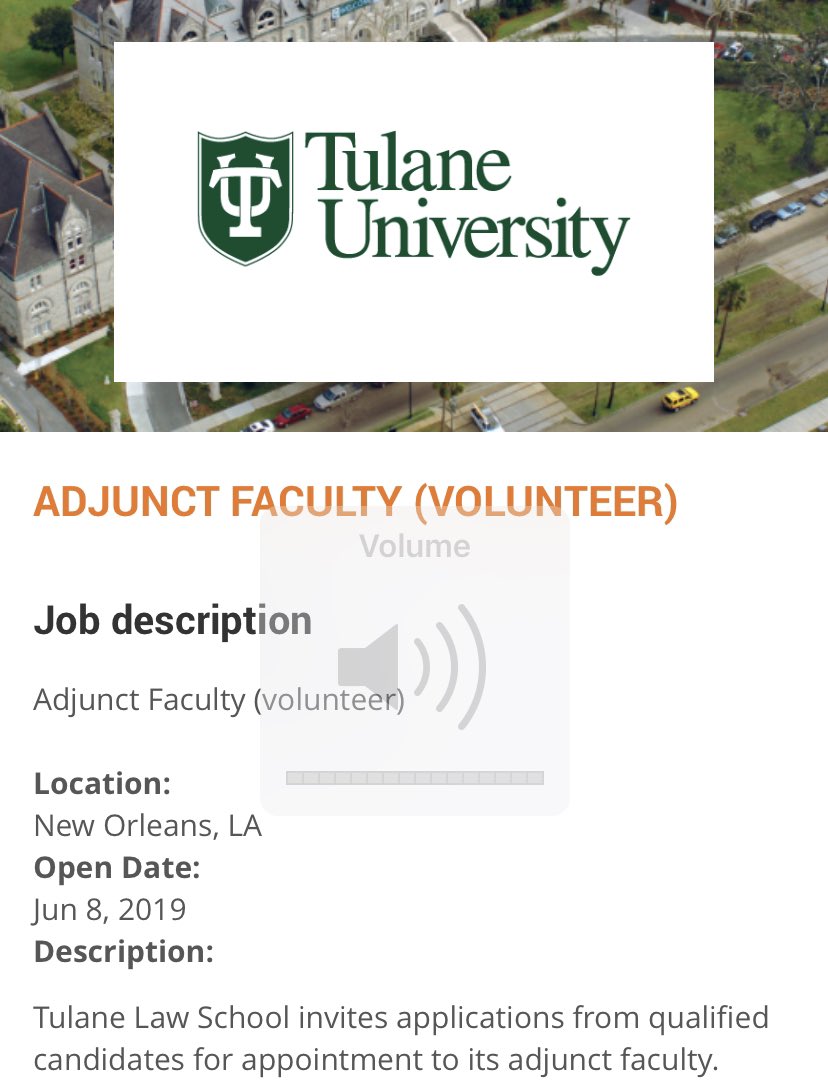 Tulane
University
ADJUNCT FACULTY (VOLUNTEER)
Volume
Job description
Adjunct Faculty (volunteer)
Location:
New Orleans, LA
Open Date:
Jun 8, 2019
Description:
Tulane Law School invites applications from qualified
candidates for appointment to its adjunct faculty.